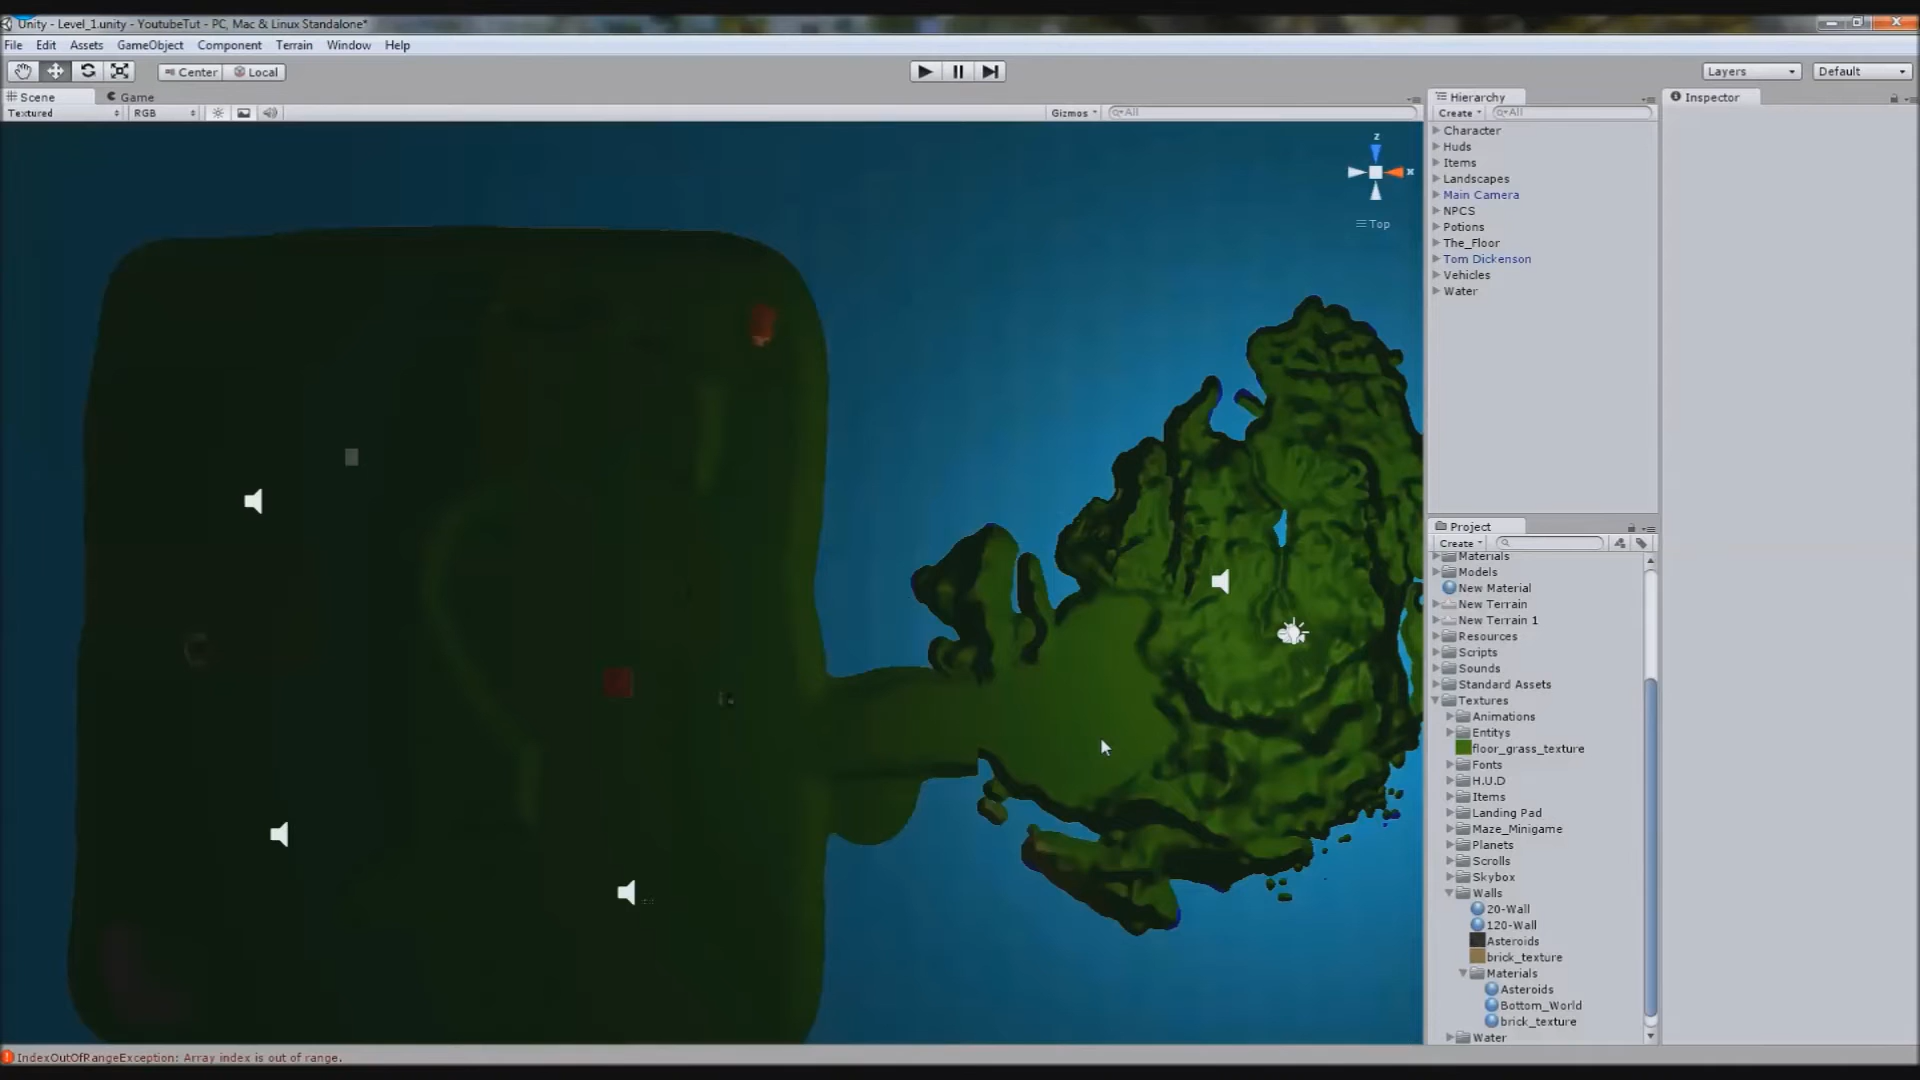 Unity - Level_1.unity - YoutubeTut - PC, Mac & Linux Standalone*
File Edit Assets GameObject Component Terrain Window Help
Center Local Layers Default
Scene Game
Textured RGB Gizmos All
z
x
Top
Hierarchy
Create All
Character
Huds
Items
Landscapes
Main Camera
NPCS
Potions
The_Floor
Tom Dickenson
Vehicles
Water
Project
Create
Materials
Models
New Material
New Terrain
New Terrain 1
Resources
Scripts
Sounds
Standard Assets
Textures
Animations
Entitys
floor_grass_texture
Fonts
H.U.D
Items
Landing Pad
Maze_Minigame
Planets
Scrolls
Skybox
Walls
20-Wall
120-Wall
Asteroids
brick_texture
Materials
Asteroids
Bottom_World
brick_texture
Water
Inspector
IndexOutOfRangeException: Array index is out of range.